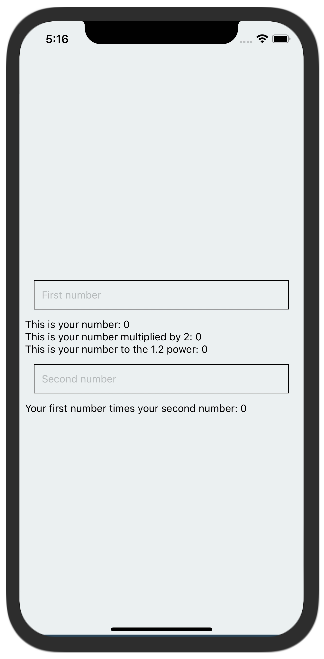 5:16
First number
This is your number: 0
This is your number multiplied by 2: 0
This is your number to the 1.2 power: 0
Second number
Your first number times your second number: 0